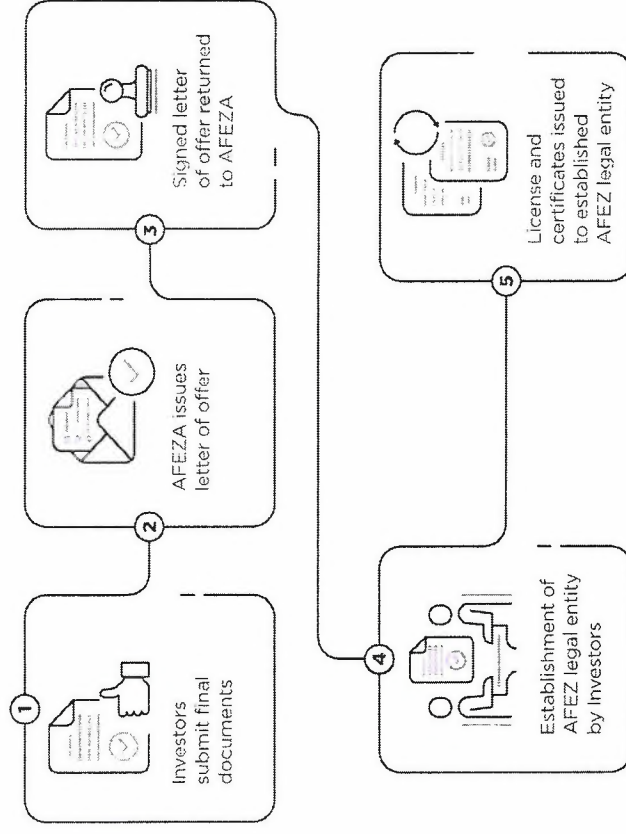 1
Investors
submit final
documents
2
AFEZA issues
letter of offer
3
Signed letter
of offer returned
to AFEZA
4
Establishment of
AFEZ legal entity
by Investors
5
License and
certificates issued
to established
AFEZ legal entity